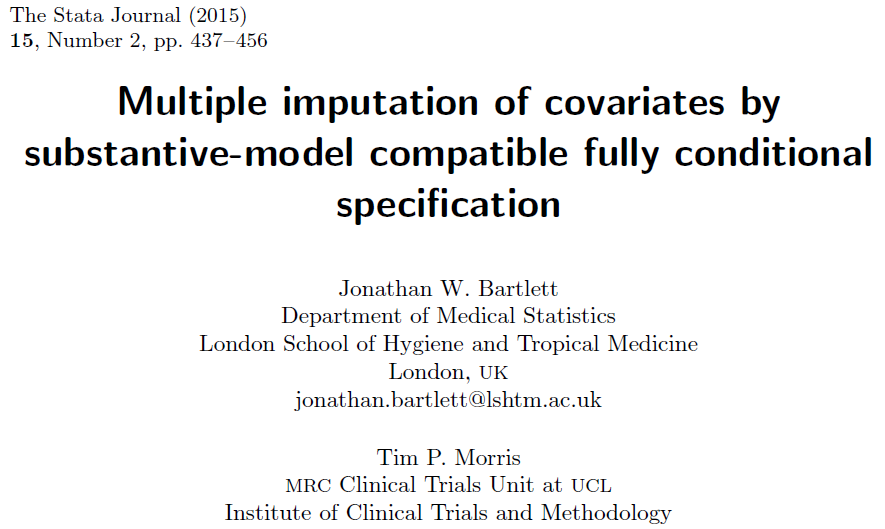 The Stata Journal (2015)
15, Number 2, pp. 437–456
Multiple imputation of covariates by
substantive-model compatible fully conditional
specification
Jonathan W. Bartlett
Department of Medical Statistics
London School of Hygiene and Tropical Medicine
London, UK
jonathan.bartlett@lshtm.ac.uk
Tim P. Morris
MRC Clinical Trials Unit at UCL
Institute of Clinical Trials and Methodology